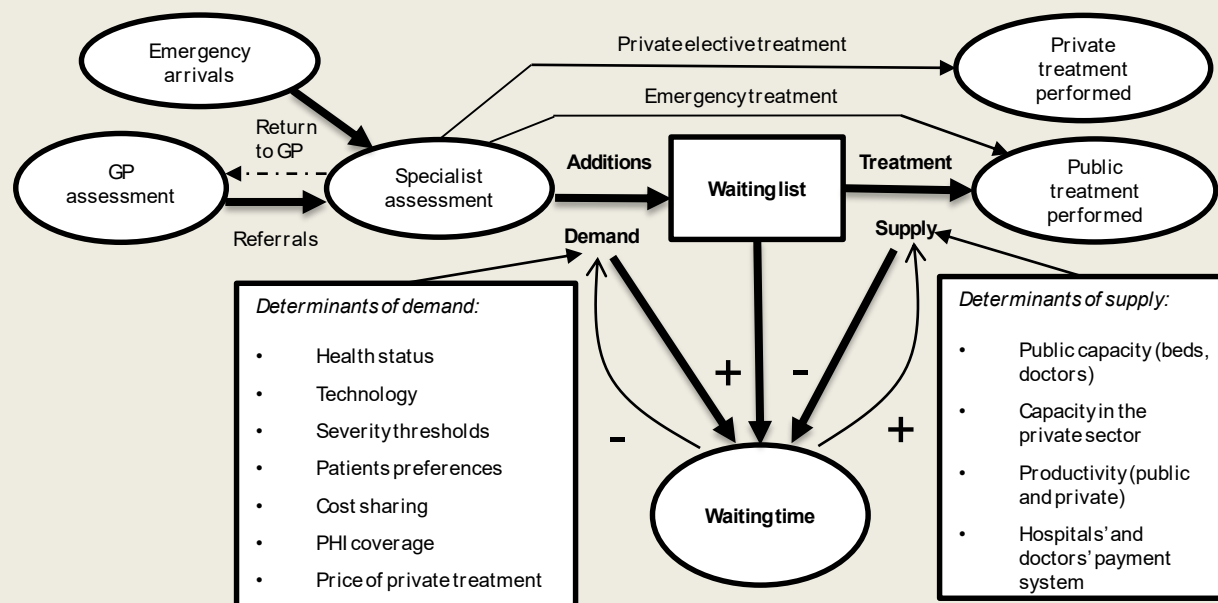 Emergency
arrivals
Private elective treatment
Private
treatment
performed
Emergency treatment
Return
to GP
GP
assessment
Specialist
assessment
Additions
Waiting list
Treatment
Public
treatment
performed
Referrals
Demand
Supply
Determinants of demand:
• Health status
• Technology
• Severity thresholds
• Patients preferences
• Cost sharing
• PHI coverage
• Price of private treatment
+
-
-
+
Waiting time
Determinants of supply:
• Public capacity (beds,
doctors)
• Capacity in the
private sector
• Productivity (public
and private)
• Hospitals' and
doctors' payment
system